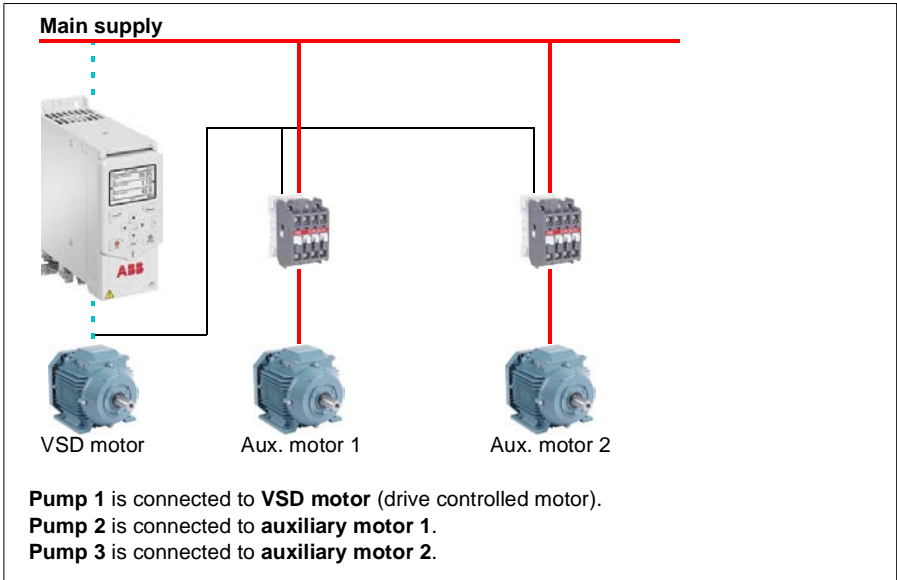 Main supply
ABB
VSD motor
Aux. motor 1
Aux. motor 2
Pump 1 is connected to VSD motor (drive controlled motor).
Pump 2 is connected to auxiliary motor 1.
Pump 3 is connected to auxiliary motor 2.